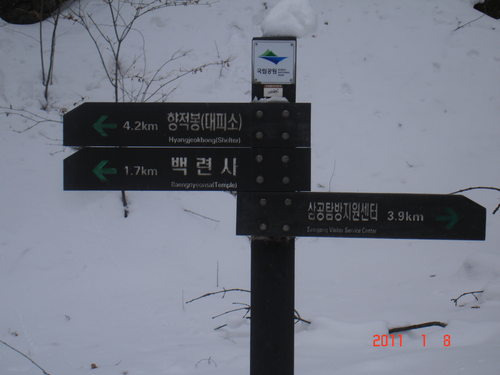 국립공원
4.2km 향적봉(대피소)
Hyangjeokbong(Shelter)
1.7km 백련사
Baengnyeonsa(Temple)
삼공탐방지원센터 3.9km
Samgong Visitor Service Center
2011 1 8